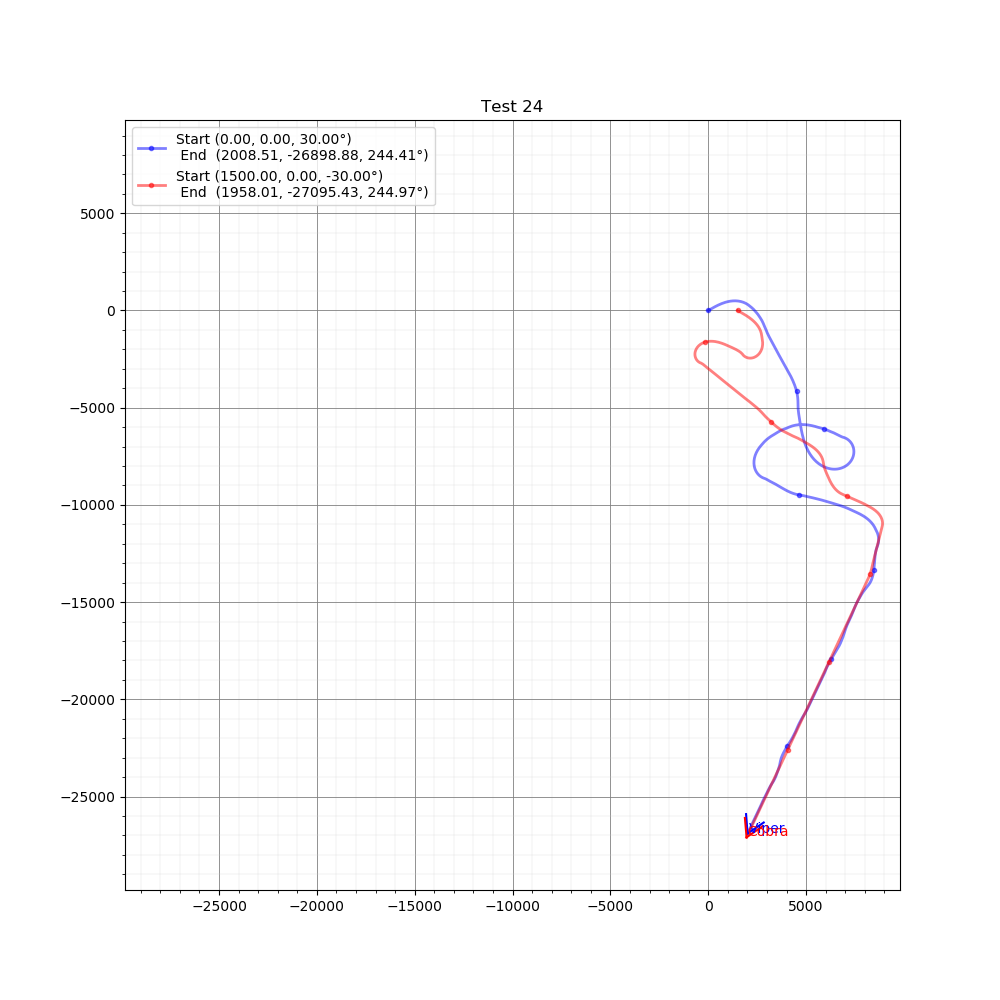 Test 24
Start (0.00, 0.00, 30.00°)
End (2008.51, -26898.88, 244.41°)
Start (1500.00, 0.00, -30.00°)
End (1958.01, -27095.43, 244.97°)
5000
0
−5000
−10000
−15000
−20000
−25000
−25000 −20000 −15000 −10000 −5000 0 5000